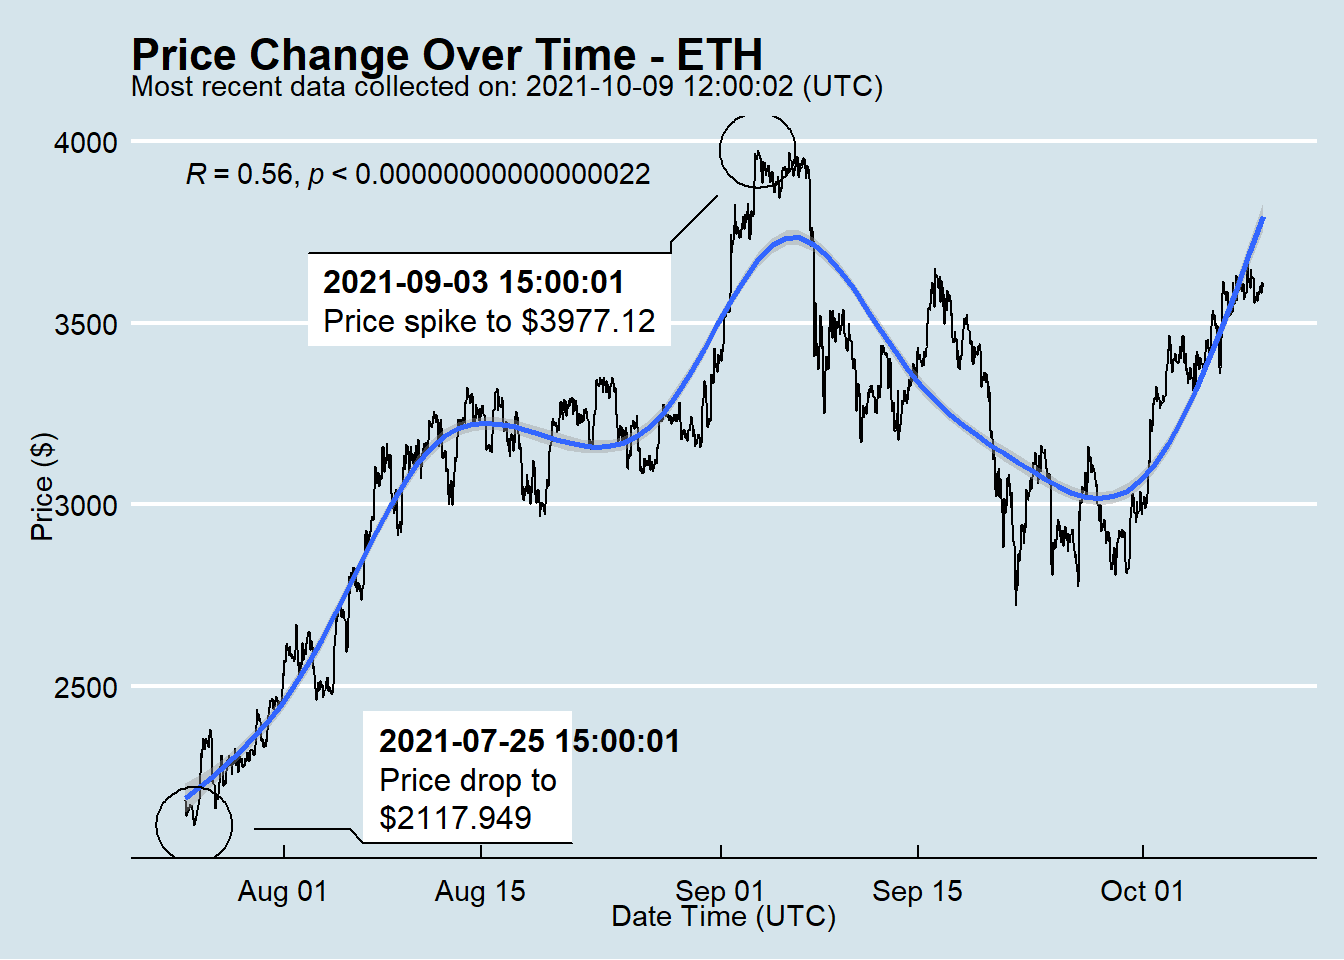 Price Change Over Time - ETH
Most recent data collected on: 2021-10-09 12:00:02 (UTC)
4000
R = 0.56, p < 0.00000000000000022
2021-09-03 15:00:01
Price spike to $3977.12
3500
Price ($)
3000
2500
2021-07-25 15:00:01
Price drop to
$2117.949
Aug 01 Aug 15 Sep 01 Sep 15 Oct 01
Date Time (UTC)